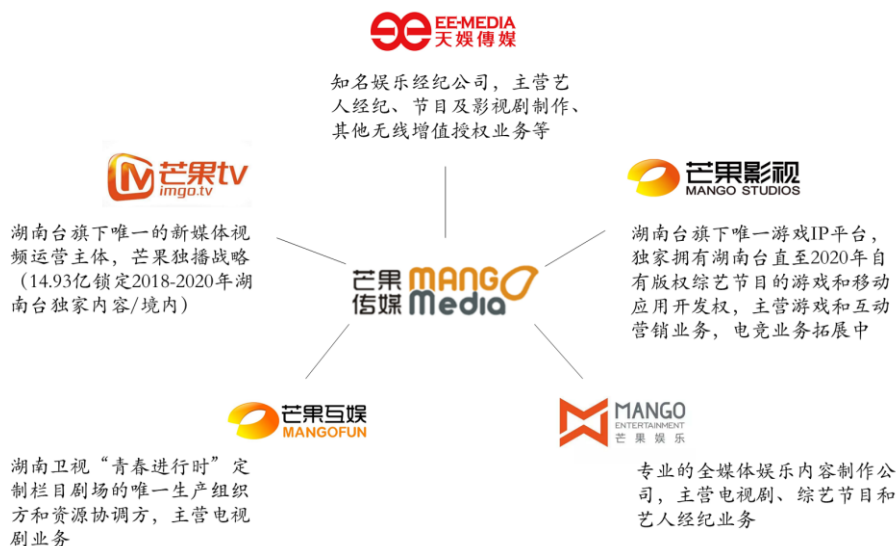 EE-MEDIA
天娱傳媒
知名娱乐经纪公司，主营艺
人经纪、节目及影视剧制作、
其他无线增值授权业务等
芒果tv
imgo.tv
湖南台旗下唯一的新媒体视
频运营主体，芒果独播战略
（14.93亿锁定2018-2020年湖
南台独家内容/境内）
芒果影视
MANGO STUDIOS
湖南台旗下唯一游戏IP平台，
独家拥有湖南台直至2020年自
有版权综艺节目的游戏和移动
应用开发权，主营游戏和互动
营销业务，电竞业务拓展中
芒果 MANGO
传媒 Media
芒果互娱
MANGOFUN
湖南卫视“青春进行时”定
制栏目剧场的唯一生产组织
方和资源协调方，主营电视
剧业务
MANGO
ENTERTAINMENT
芒果娱乐
专业的全媒体娱乐内容制作公
司，主营电视剧、综艺节目和
艺人经纪业务